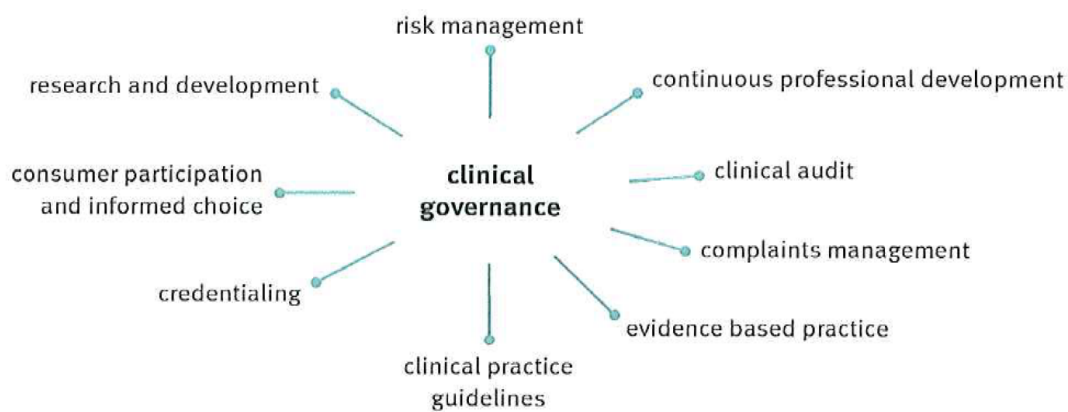 risk management
research and development
continuous professional development
consumer participation
and informed choice
clinical
governance
clinical audit
complaints management
credentialing
evidence based practice
clinical practice
guidelines